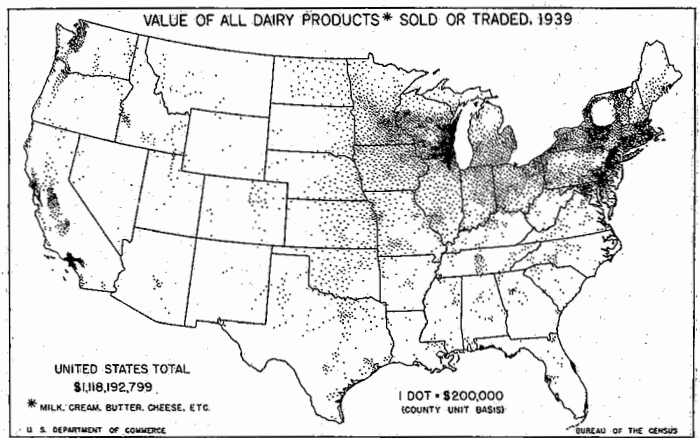 VALUE OF ALL DAIRY PRODUCTS* SOLD OR TRADED, 1939
UNITED STATES TOTAL
$1,118,192,799
* MILK, CREAM, BUTTER, CHEESE, ETC.
1 DOT = $200,000
(COUNTY UNIT BASIS)
U. S. DEPARTMENT OF COMMERCE
BUREAU OF THE CENSUS